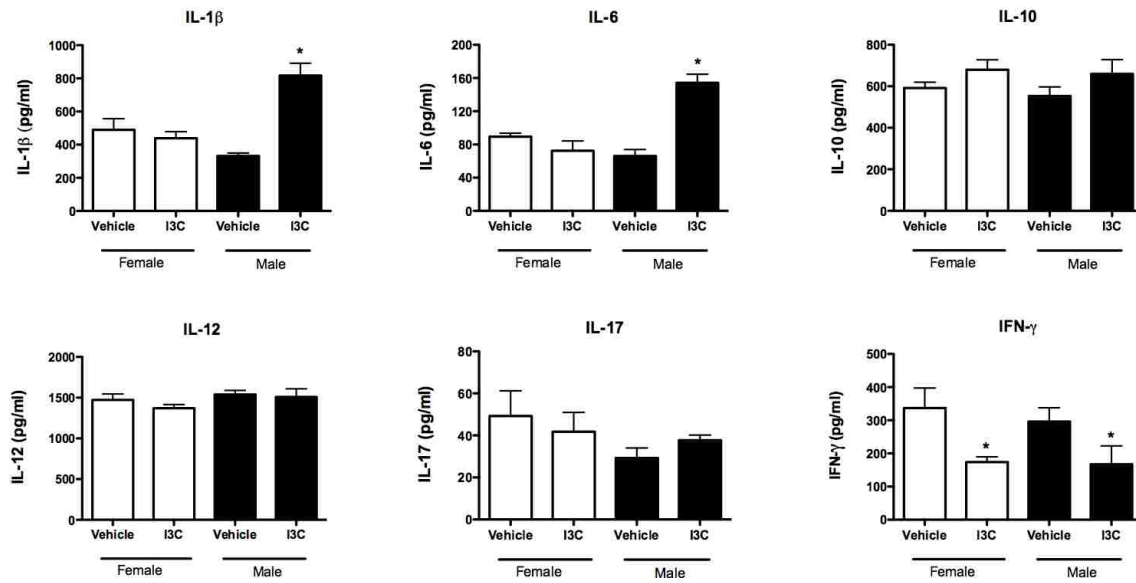 IL-1β
IL-1β (pg/ml)
1000
800
600
400
200
0
*
Vehicle I3C Vehicle I3C
Female Male
IL-6
IL-6 (pg/ml)
200
160
120
80
40
0
*
Vehicle I3C Vehicle I3C
Female Male
IL-10
IL-10 (pg/ml)
800
600
400
200
0
Vehicle I3C Vehicle I3C
Female Male
IL-12
IL-12 (pg/ml)
2000
1500
1000
500
0
Vehicle I3C Vehicle I3C
Female Male
IL-17
IL-17 (pg/ml)
80
60
40
20
0
Vehicle I3C Vehicle I3C
Female Male
IFN-γ
IFN-γ (pg/ml)
500
400
300
200
100
0
* *
Vehicle I3C Vehicle I3C
Female Male